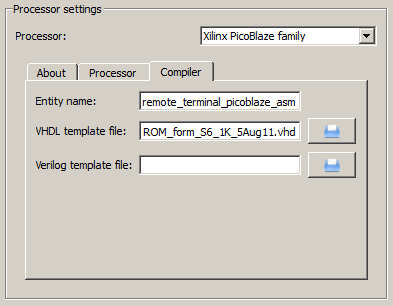 Processor settings
Processor: Xilinx PicoBlaze family
About Processor Compiler
Entity name: remote_terminal_picoblaze_asm
VHDL template file: ROM_form_S6_1K_5Aug11.vhd
Verilog template file: